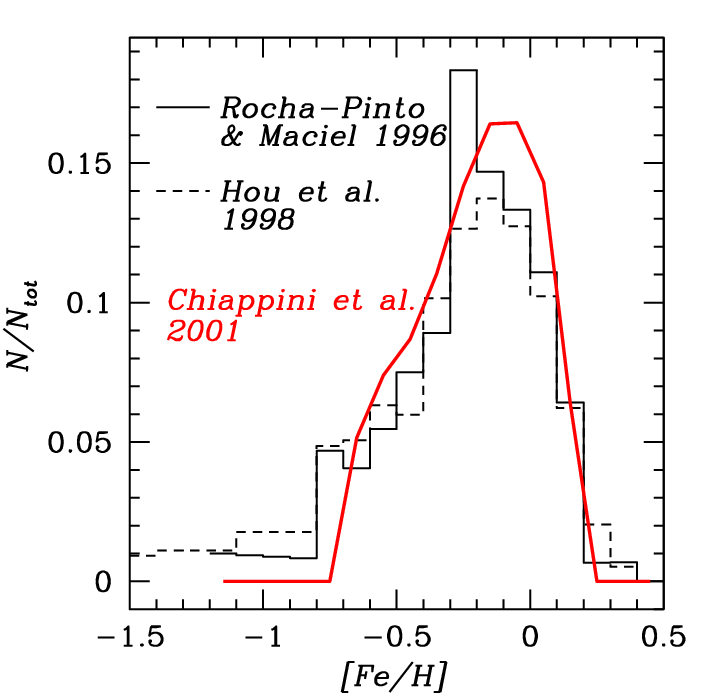 Rocha-Pinto
& Maciel 1996
0.15
Hou et al.
1998
Chiappini et al.
2001
0.1
N/Ntot
0.05
0
-1.5
-1
-0.5
0
0.5
[Fe/H]